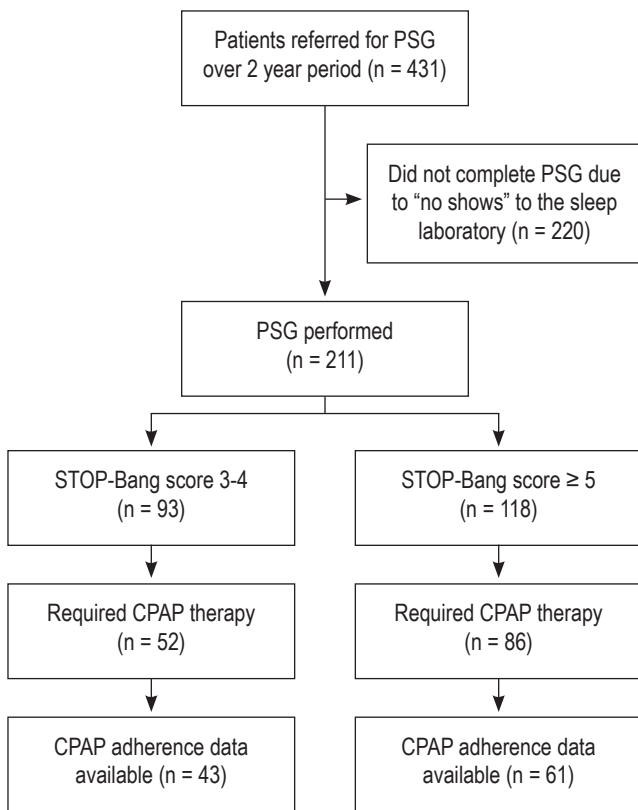 Patients referred for PSG
over 2 year period (n = 431)
Did not complete PSG due
to “no shows” to the sleep
laboratory (n = 220)
PSG performed
(n = 211)
STOP-Bang score 3-4
(n = 93)
STOP-Bang score ≥ 5
(n = 118)
Required CPAP therapy
(n = 52)
Required CPAP therapy
(n = 86)
CPAP adherence data
available (n = 43)
CPAP adherence data
available (n = 61)